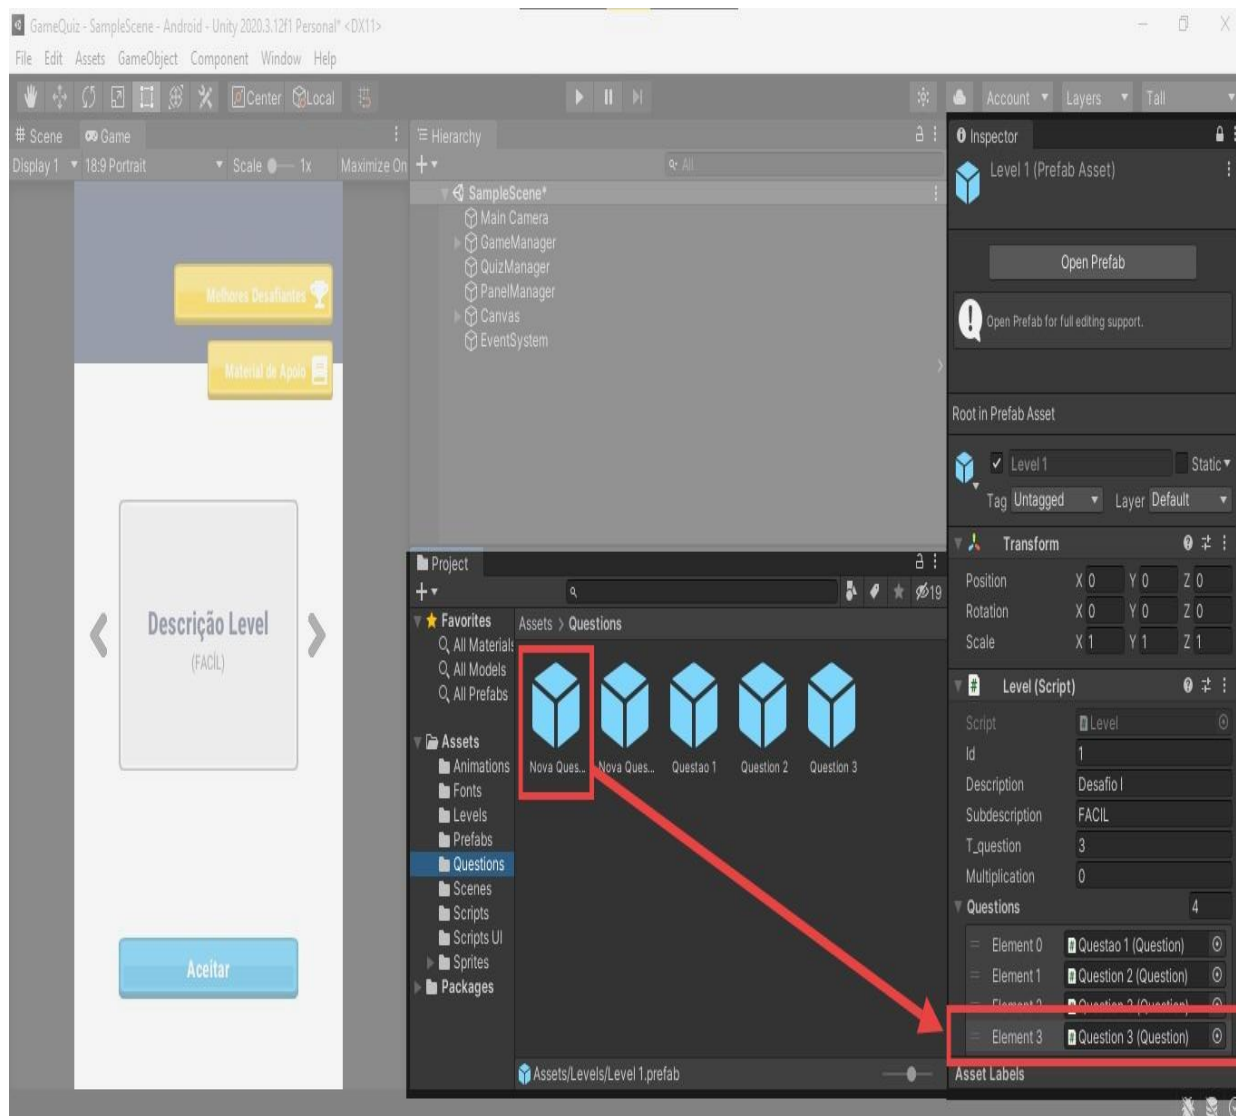 GameQuiz - SampleScene - Android - Unity 2020.3.12f1 Personal* <DX11>
File Edit Assets GameObject Component Window Help
Center Local
Account Layers Tall
Scene Game
Display 1 18:9 Portrait Scale 1x Maximize On
Melhores Desafiantes
Material de Apoio
Descrição Level
(FACÍL)
Aceitar
Hierarchy
All
SampleScene*
Main Camera
GameManager
QuizManager
PanelManager
Canvas
EventSystem
Project
19
Favorites
All Materials
All Models
All Prefabs
Assets
Animations
Fonts
Levels
Prefabs
Questions
Scenes
Scripts
Scripts UI
Sprites
Packages
Assets > Questions
Nova Ques... Nova Ques... Questao 1 Question 2 Question 3
Assets/Levels/Level 1.prefab
Inspector
Level 1 (Prefab Asset)
Open Prefab
Open Prefab for full editing support.
Root in Prefab Asset
Level 1 Static
Tag Untagged Layer Default
Transform
Position X 0 Y 0 Z 0
Rotation X 0 Y 0 Z 0
Scale X 1 Y 1 Z 1
Level (Script)
Script Level
Id 1
Description Desafio I
Subdescription FACIL
T_question 3
Multiplication 0
Questions 4
Element 0 Questao 1 (Question)
Element 1 Question 2 (Question)
Element 2 (Question)
Element 3 Question 3 (Question)
Asset Labels